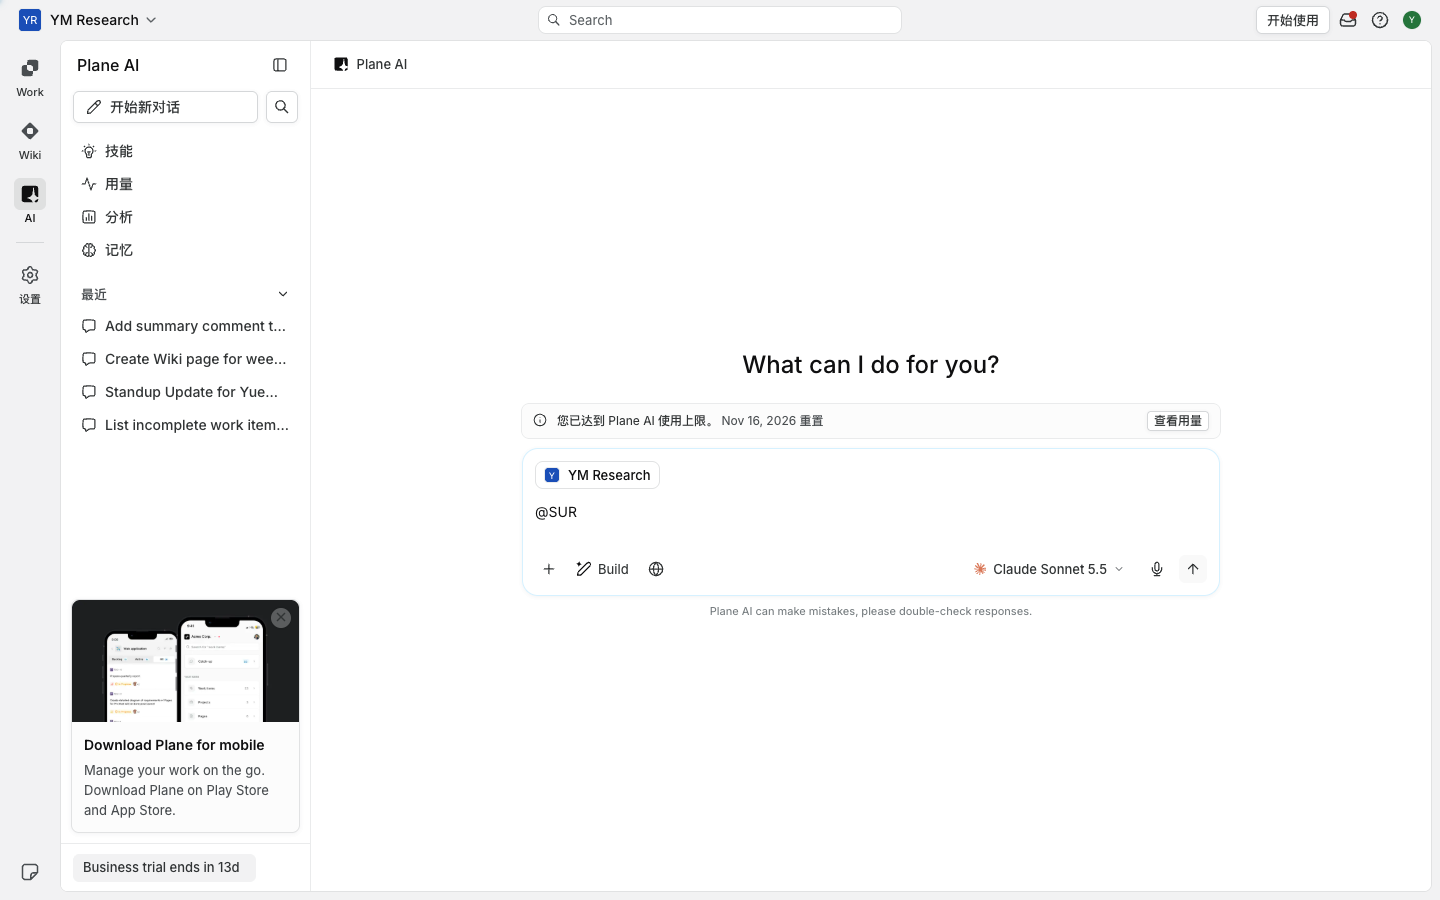 YR YM Research
Search
开始使用
Y
Work
Wiki
AI
设置
Plane AI
开始新对话
技能
用量
分析
记忆
最近
Add summary comment t...
Create Wiki page for wee...
Standup Update for Yue...
List incomplete work item...
Download Plane for mobile
Manage your work on the go.
Download Plane on Play Store
and App Store.
Business trial ends in 13d
Plane AI
What can I do for you?
您已达到 Plane AI 使用上限。 Nov 16, 2026 重置
查看用量
Y YM Research
@SUR
Build
Claude Sonnet 5.5
Plane AI can make mistakes, please double-check responses.